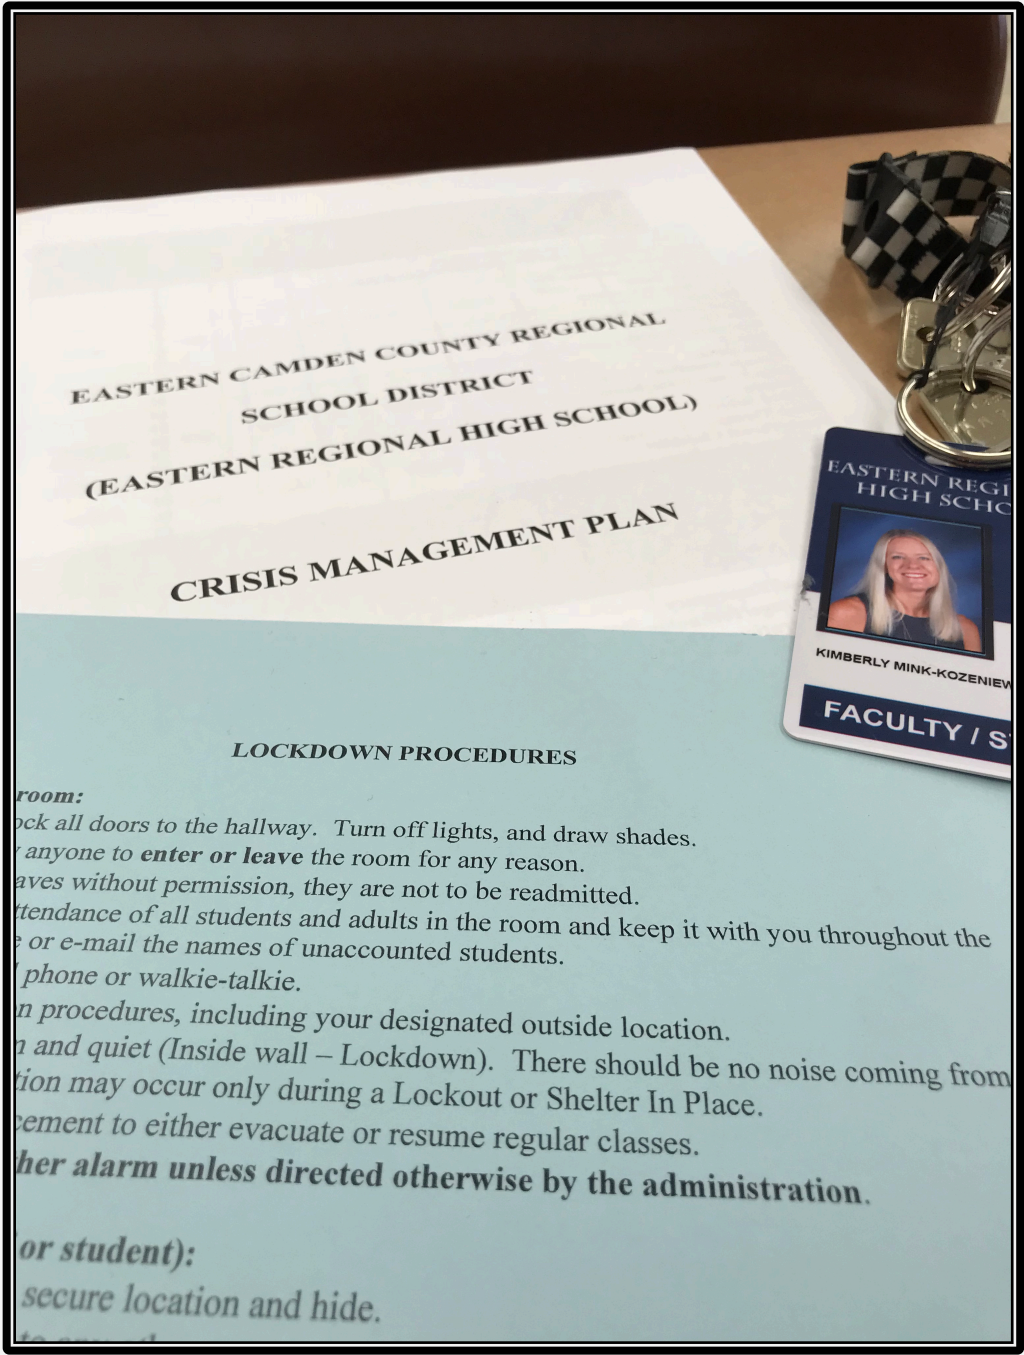 EASTERN CAMDEN COUNTY REGIONAL
SCHOOL DISTRICT
(EASTERN REGIONAL HIGH SCHOOL)
CRISIS MANAGEMENT PLAN
EASTERN REGI
HIGH SCHO
KIMBERLY MINK-KOZENIEW
FACULTY / S
LOCKDOWN PROCEDURES
room:
ock all doors to the hallway. Turn off lights, and draw shades.
anyone to enter or leave the room for any reason.
aves without permission, they are not to be readmitted.
ttendance of all students and adults in the room and keep it with you throughout the
e or e-mail the names of unaccounted students.
phone or walkie-talkie.
n procedures, including your designated outside location.
and quiet (Inside wall – Lockdown). There should be no noise coming from
tion may occur only during a Lockout or Shelter In Place.
cement to either evacuate or resume regular classes.
her alarm unless directed otherwise by the administration.
or student):
secure location and hide.